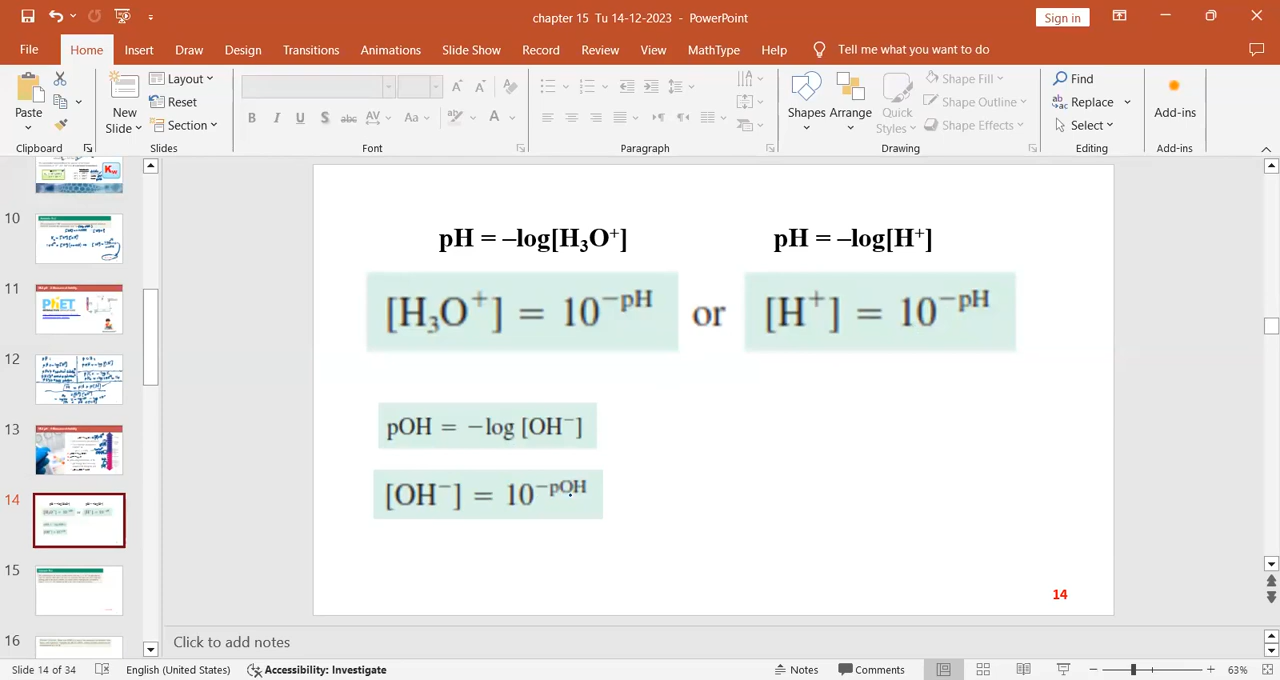 chapter 15 Tu 14-12-2023 - PowerPoint
Sign in
File Home Insert Draw Design Transitions Animations Slide Show Record Review View MathType Help Tell me what you want to do
Paste
Clipboard
New Slide
Layout
Reset
Section
Slides
B I U S abc AV Aa A
Font
Paragraph
Shapes
Arrange
Quick Styles
Shape Fill
Shape Outline
Shape Effects
Drawing
Find
Replace
Select
Editing
Add-ins
Add-ins
Kw
10
11
PhET
12
13
14
15
16
pH = –log[H₃O⁺] pH = –log[H⁺]
[H₃O⁺] = 10⁻ᵖᴴ or [H⁺] = 10⁻ᵖᴴ
pOH = −log [OH⁻]
[OH⁻] = 10⁻ᵖᴼᴴ
14
Click to add notes
Slide 14 of 34 English (United States) Accessibility: Investigate Notes Comments 63%